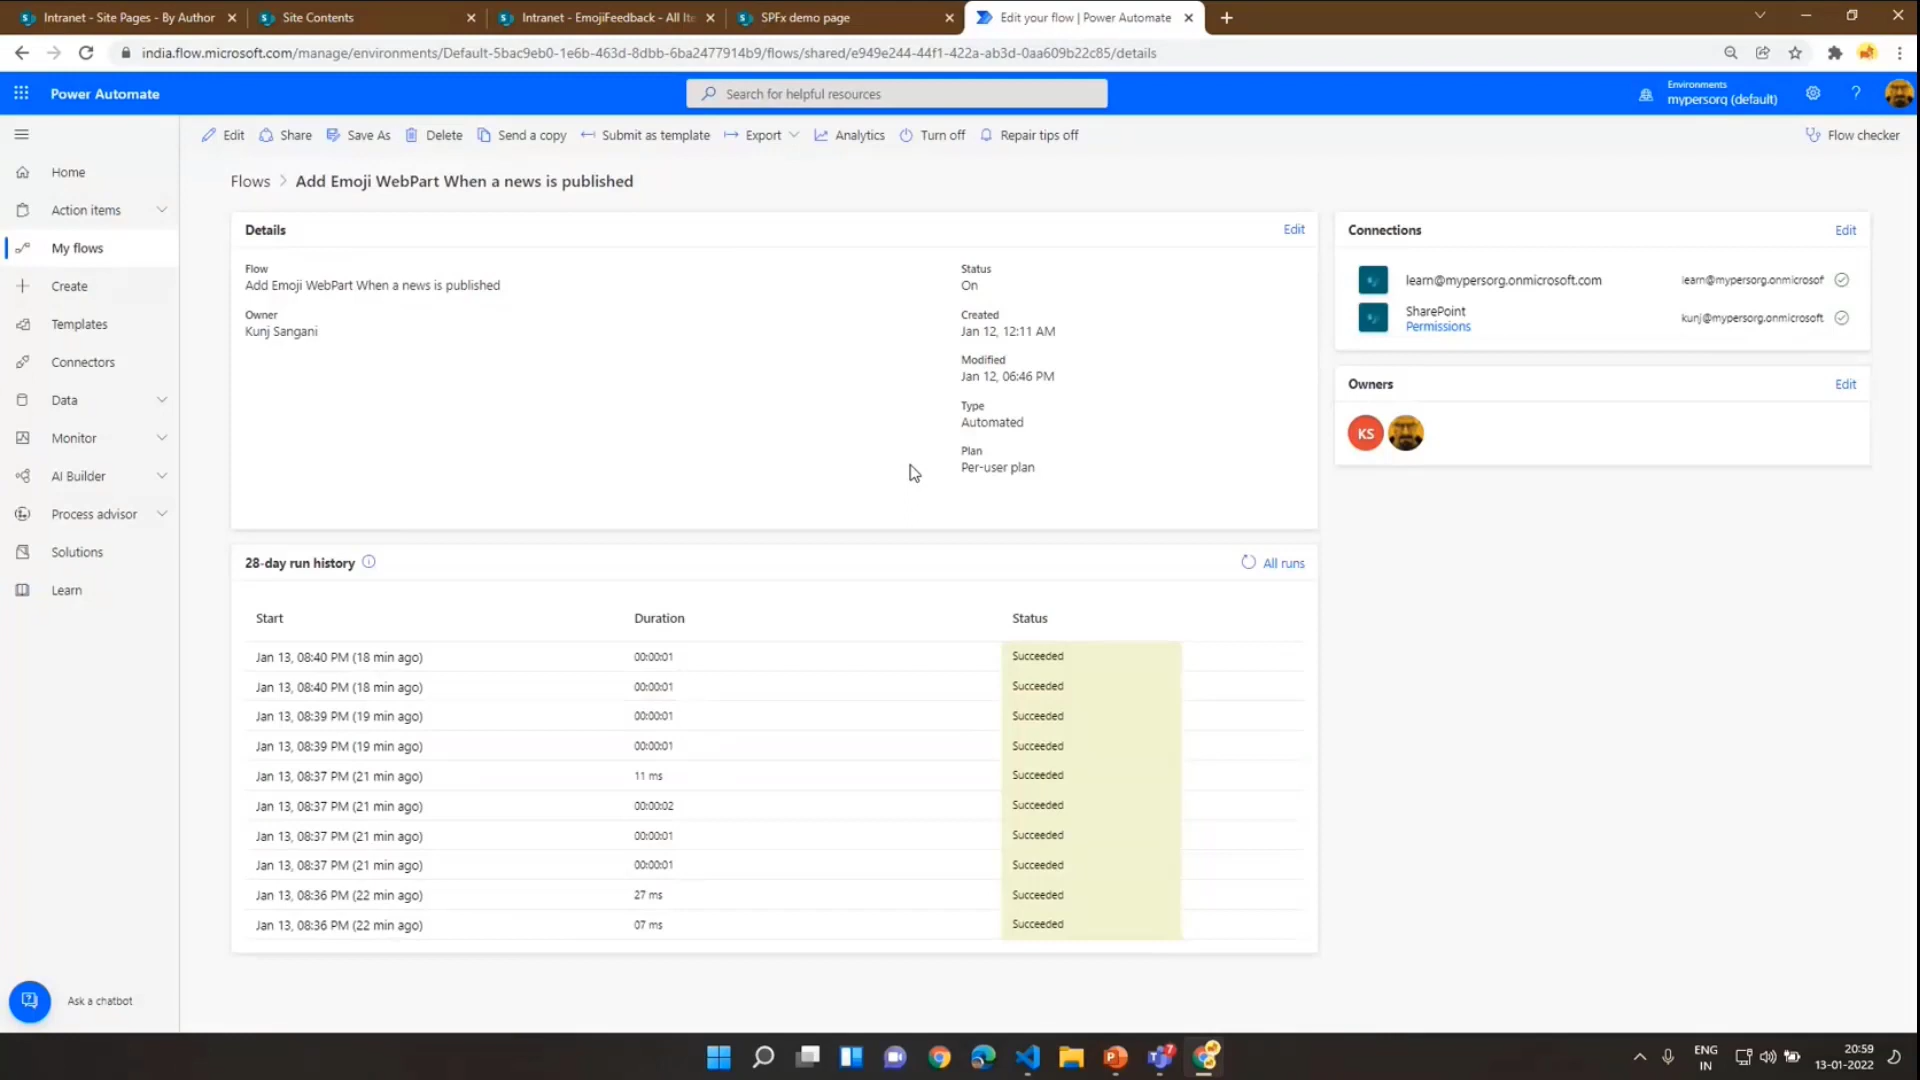 Intranet - Site Pages - By Author
Site Contents
Intranet - EmojiFeedback - All Ite
SPFx demo page
Edit your flow | Power Automate
india.flow.microsoft.com/manage/environments/Default-5bac9eb0-1e6b-463d-8dbb-6ba2477914b9/flows/shared/e949e244-44f1-422a-ab3d-0aa609b22c85/details
Power Automate
Search for helpful resources
Environments
mypersorq (default)
?
Edit
Share
Save As
Delete
Send a copy
Submit as template
Export
Analytics
Turn off
Repair tips off
Flow checker
Home
Action items
My flows
Create
Templates
Connectors
Data
Monitor
AI Builder
Process advisor
Solutions
Learn
Ask a chatbot
Flows > Add Emoji WebPart When a news is published
Details
Edit
Flow
Add Emoji WebPart When a news is published
Owner
Kunj Sangani
Status
On
Created
Jan 12, 12:11 AM
Modified
Jan 12, 06:46 PM
Type
Automated
Plan
Per-user plan
Connections
Edit
learn@mypersorg.onmicrosoft.com
learn@mypersorg.onmicrosof
SharePoint
Permissions
kunj@mypersorg.onmicrosoft
Owners
Edit
KS
28-day run history
All runs
Start Duration Status
Jan 13, 08:40 PM (18 min ago) 00:00:01 Succeeded
Jan 13, 08:40 PM (18 min ago) 00:00:01 Succeeded
Jan 13, 08:39 PM (19 min ago) 00:00:01 Succeeded
Jan 13, 08:39 PM (19 min ago) 00:00:01 Succeeded
Jan 13, 08:37 PM (21 min ago) 11 ms Succeeded
Jan 13, 08:37 PM (21 min ago) 00:00:02 Succeeded
Jan 13, 08:37 PM (21 min ago) 00:00:01 Succeeded
Jan 13, 08:37 PM (21 min ago) 00:00:01 Succeeded
Jan 13, 08:36 PM (22 min ago) 27 ms Succeeded
Jan 13, 08:36 PM (22 min ago) 07 ms Succeeded
7
ENG
IN
20:59
13-01-2022